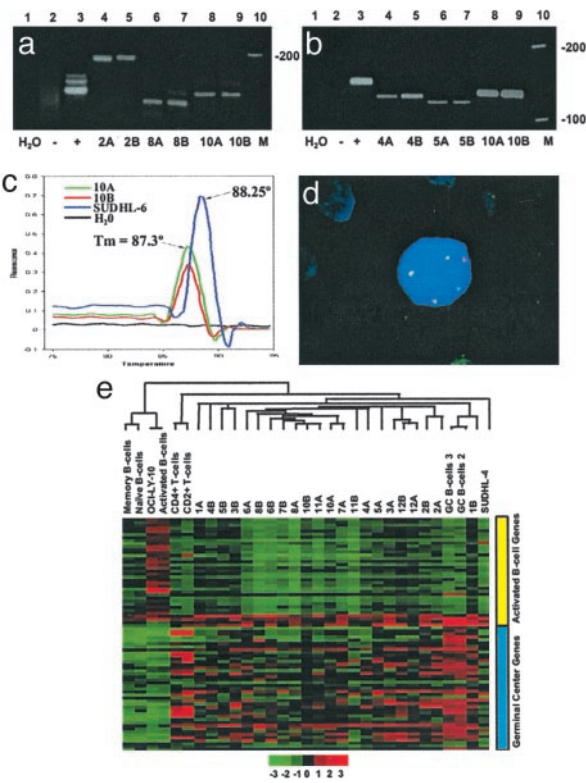 a
1 2 3 4 5 6 7 8 9 10
-200
H2O - + 2A 2B 8A 8B 10A 10B M
b
1 2 3 4 5 6 7 8 9 10
-200
-100
H2O - + 4A 4B 5A 5B 10A 10B M
c
10A
10B
SUDHL-6
H20
88.25°
Tm = 87.3°
Temperature
d
e
Memory B-cells
Naïve B-cells
OCI-LY-10
Activated B-cells
CD4+ T-cells
CD2+ T-cells
1A
4B
5B
3B
6A
8B
6B
7B
8A
10B
11A
10A
7A
11B
4A
5A
3A
12B
12A
2B
2A
GC B-cells 3
GC B-cells 2
1B
SUDHL-4
Activated B-cell Genes
Germinal Center Genes
-3 -2 -1 0 1 2 3